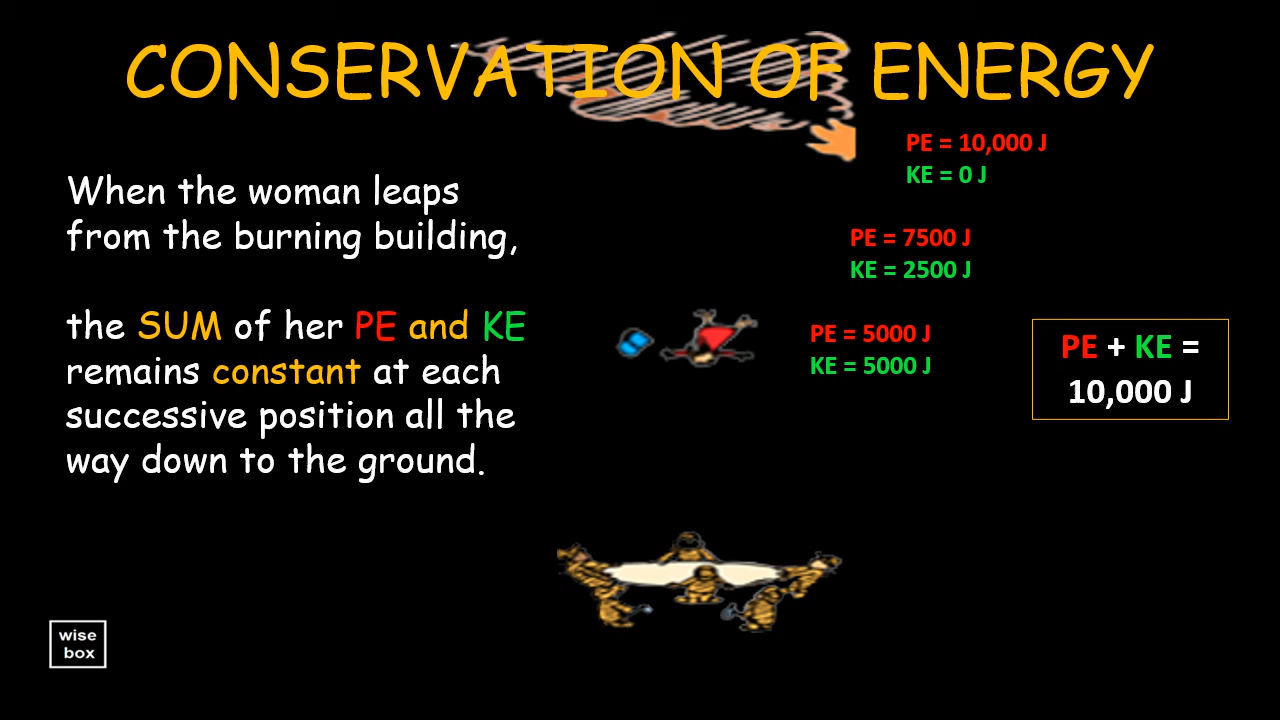 CONSERVATION OF ENERGY
When the woman leaps
from the burning building,
the SUM of her PE and KE
remains constant at each
successive position all the
way down to the ground.
PE = 10,000 J
KE = 0 J
PE = 7500 J
KE = 2500 J
PE = 5000 J
KE = 5000 J
PE + KE =
10,000 J
wise
box